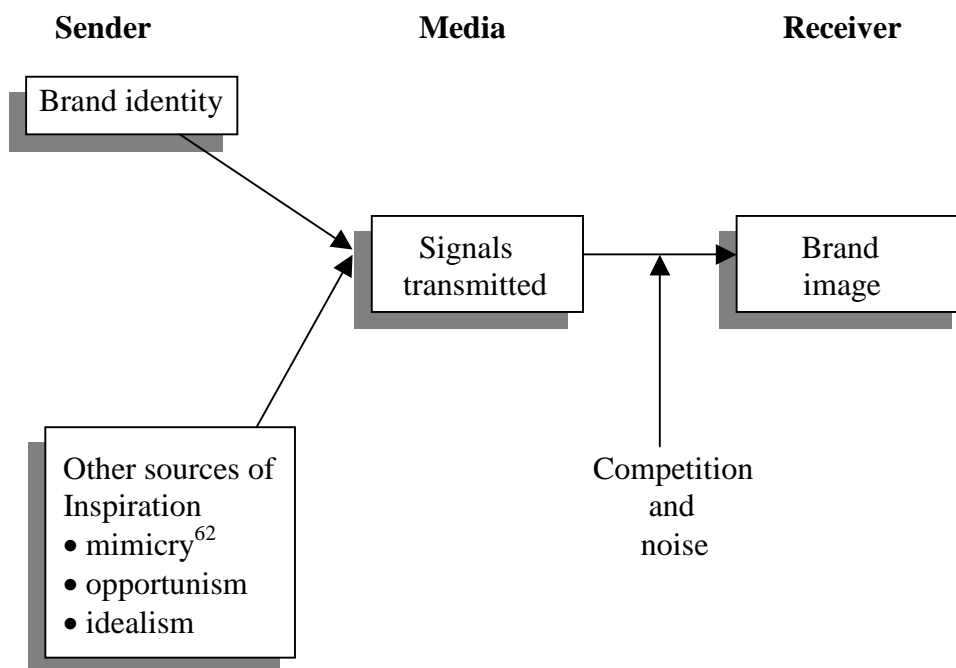 Sender
Media
Receiver
Brand identity
Signals
transmitted
Brand
image
Other sources of
Inspiration
• mimicry⁶²
• opportunism
• idealism
Competition
and
noise